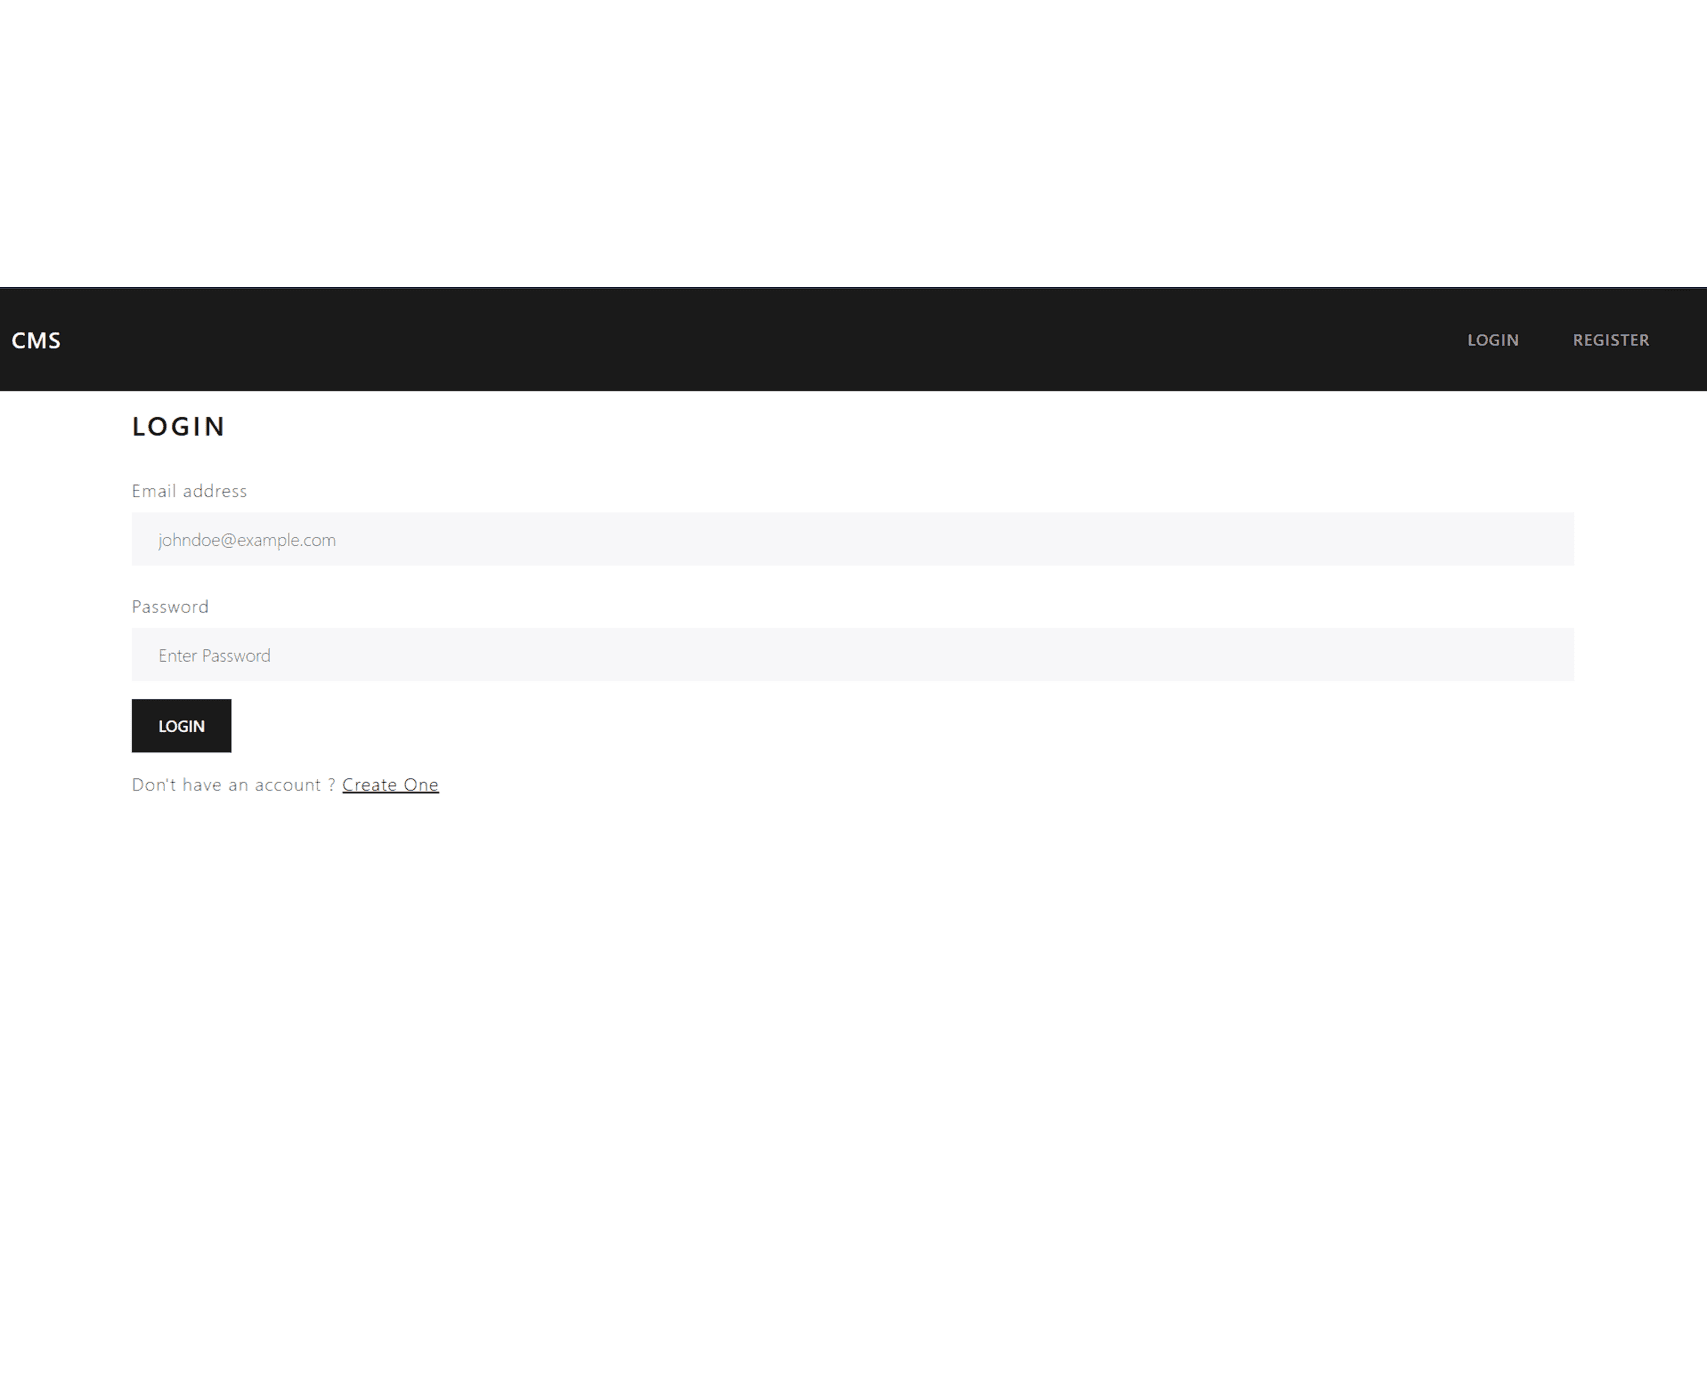 CMS LOGIN REGISTER
LOGIN
Email address
johndoe@example.com
Password
Enter Password
LOGIN
Don't have an account ? Create One